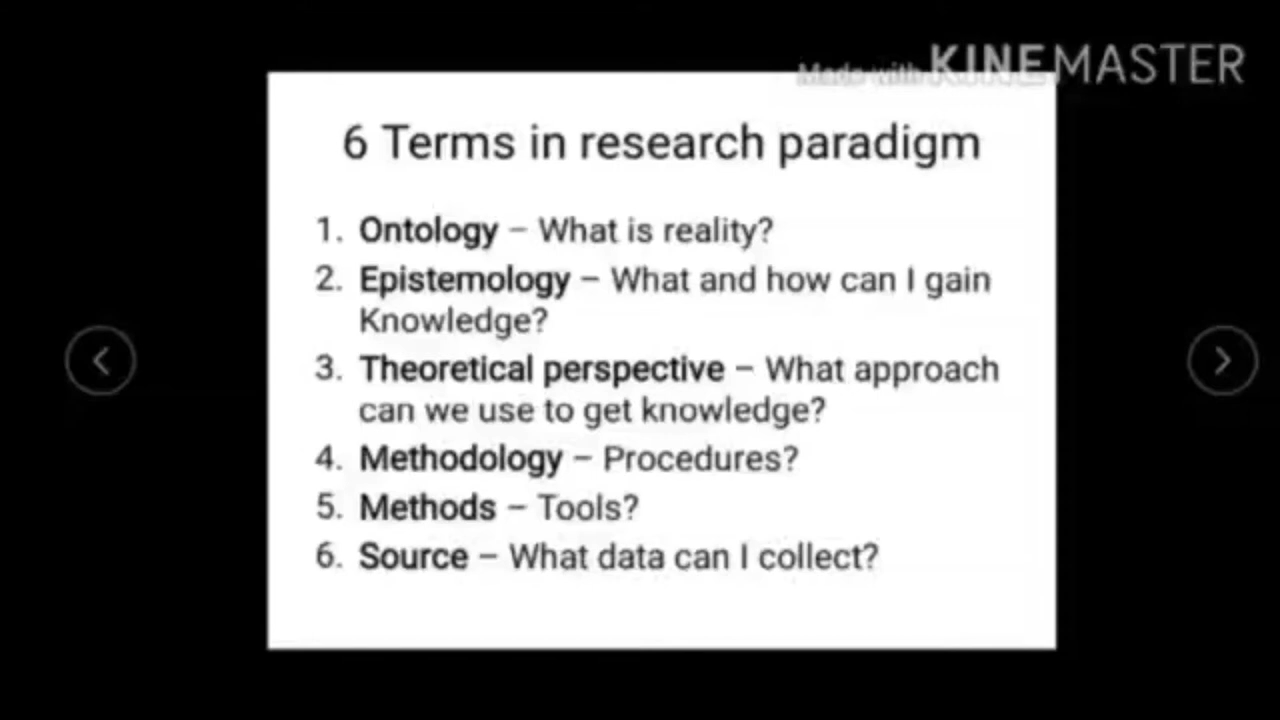 Made with KINEMASTER
6 Terms in research paradigm
1. Ontology – What is reality?
2. Epistemology – What and how can I gain
Knowledge?
3. Theoretical perspective – What approach
can we use to get knowledge?
4. Methodology – Procedures?
5. Methods – Tools?
6. Source – What data can I collect?